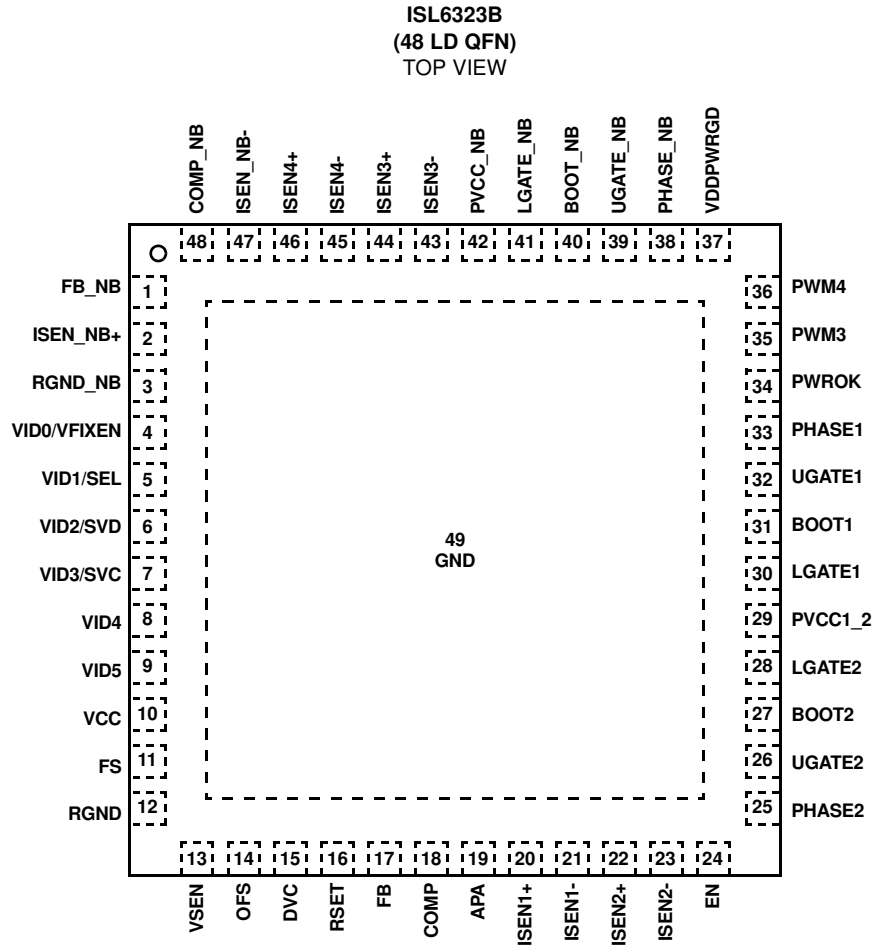 ISL6323B
(48 LD QFN)
TOP VIEW
COMP_NB
ISEN_NB-
ISEN4+
ISEN4-
ISEN3+
ISEN3-
PVCC_NB
LGATE_NB
BOOT_NB
UGATE_NB
PHASE_NB
VDDPWRGD
48
47
46
45
44
43
42
41
40
39
38
37
FB_NB
1
ISEN_NB+
2
RGND_NB
3
VID0/VFIXEN
4
VID1/SEL
5
VID2/SVD
6
VID3/SVC
7
VID4
8
VID5
9
VCC
10
FS
11
RGND
12
49
GND
36
PWM4
35
PWM3
34
PWROK
33
PHASE1
32
UGATE1
31
BOOT1
30
LGATE1
29
PVCC1_2
28
LGATE2
27
BOOT2
26
UGATE2
25
PHASE2
13
14
15
16
17
18
19
20
21
22
23
24
VSEN
OFS
DVC
RSET
FB
COMP
APA
ISEN1+
ISEN1-
ISEN2+
ISEN2-
EN